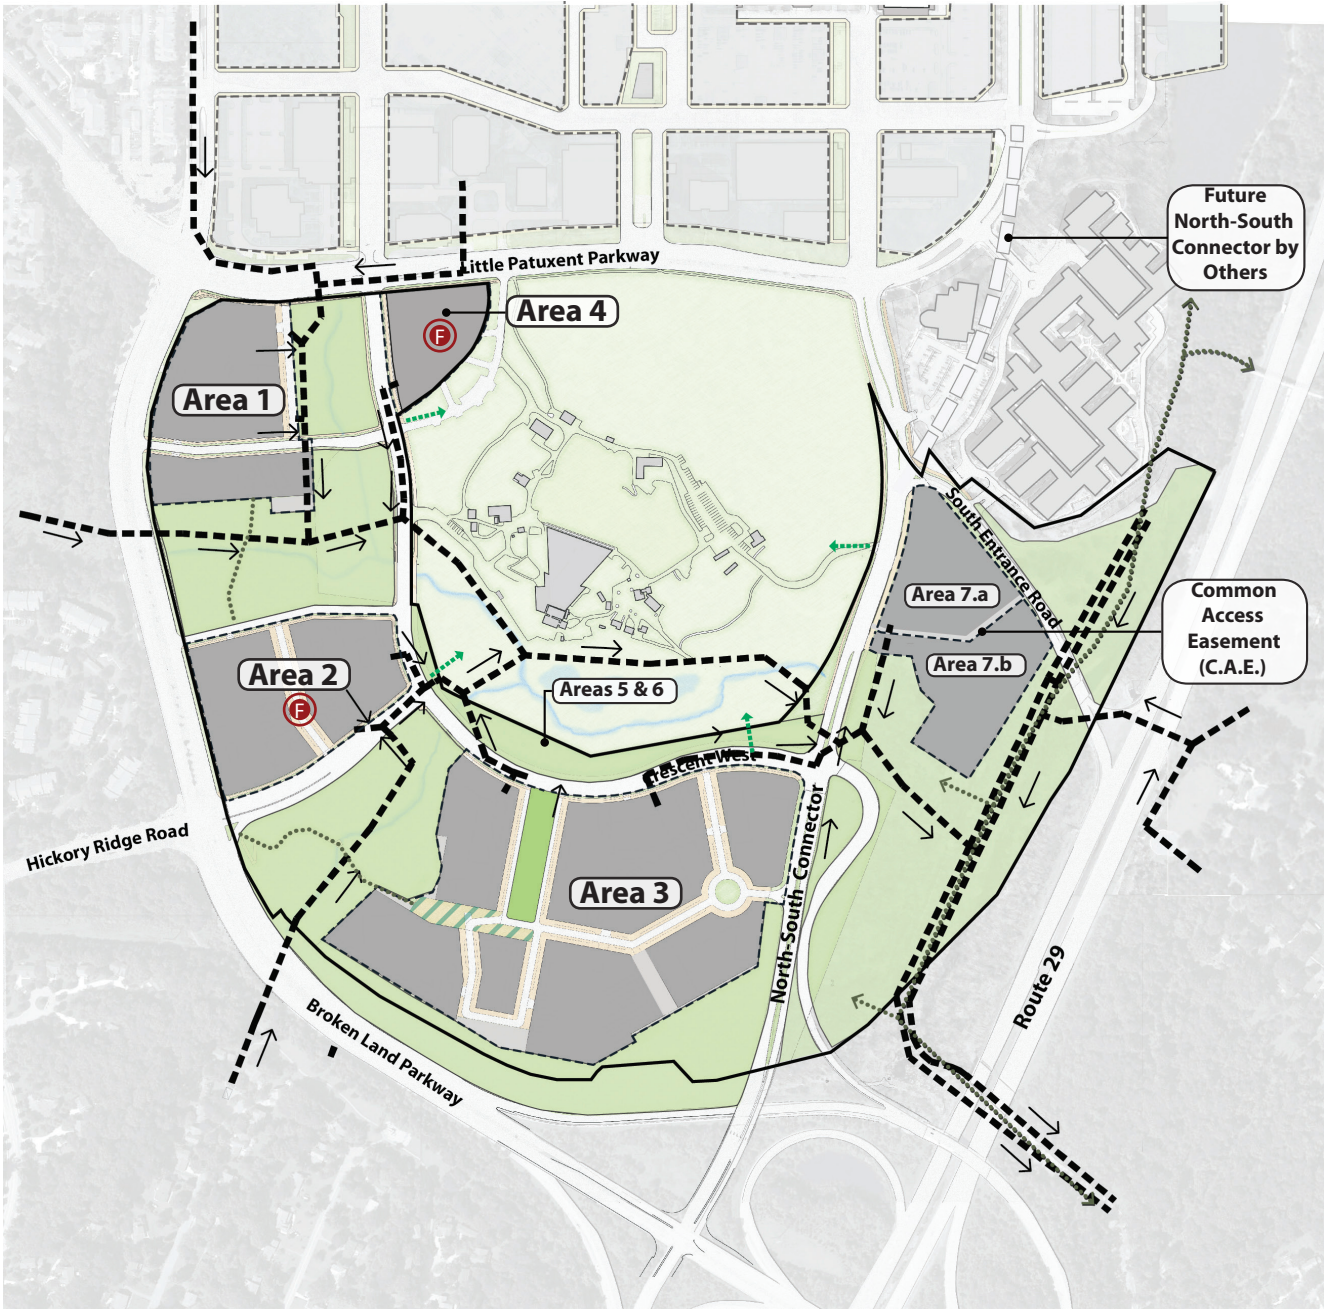 Future
North-South
Connector by
Others
Little Patuxent Parkway
Area 4
F
Area 1
South Entrance Road
Area 7.a
Common
Access
Easement
(C.A.E.)
Area 7.b
Area 2
Areas 5 & 6
F
Crescent West
Hickory Ridge Road
North-South Connector
Area 3
Route 29
Broken Land Parkway